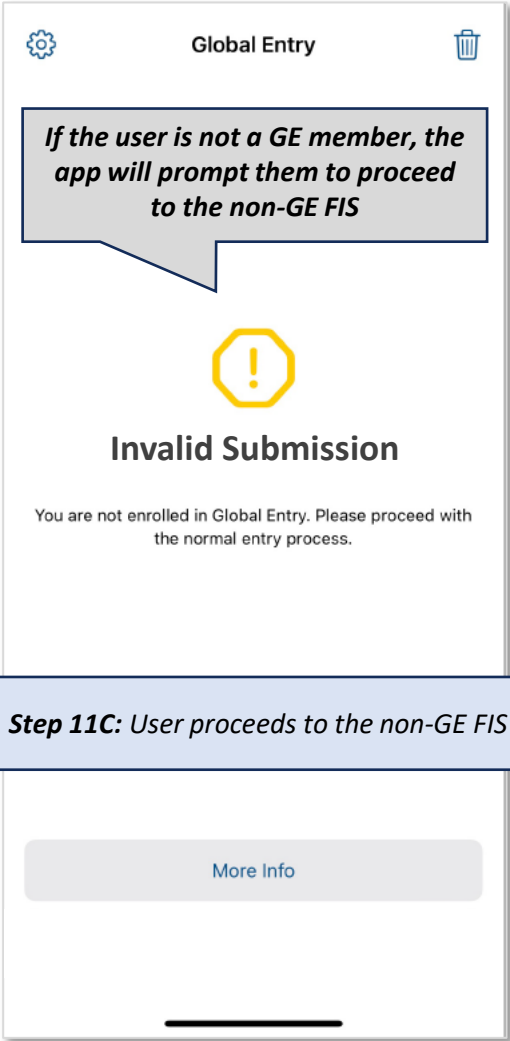 Global Entry
If the user is not a GE member, the
app will prompt them to proceed
to the non-GE FIS
!
Invalid Submission
You are not enrolled in Global Entry. Please proceed with
the normal entry process.
Step 11C: User proceeds to the non-GE FIS
More Info